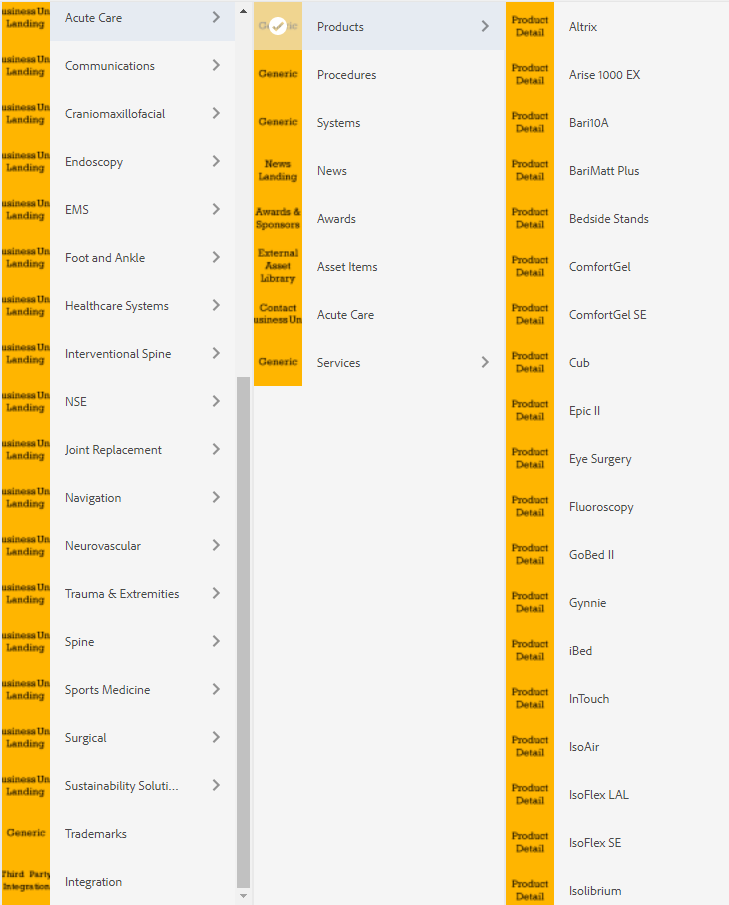 usiness Un
Landing
Acute Care
usiness Un
Landing
Communications
usiness Un
Landing
Craniomaxillofacial
usiness Un
Landing
Endoscopy
usiness Un
Landing
EMS
usiness Un
Landing
Foot and Ankle
usiness Un
Landing
Healthcare Systems
usiness Un
Landing
Interventional Spine
usiness Un
Landing
NSE
usiness Un
Landing
Joint Replacement
usiness Un
Landing
Navigation
usiness Un
Landing
Neurovascular
usiness Un
Landing
Trauma & Extremities
usiness Un
Landing
Spine
usiness Un
Landing
Sports Medicine
usiness Un
Landing
Surgical
usiness Un
Landing
Sustainability Soluti...
Generic
Trademarks
Third Party
Integration
Integration
Products
Generic
Procedures
Generic
Systems
News
Landing
News
Awards &
Sponsors
Awards
External
Asset
Library
Asset Items
Contact
usiness Un
Acute Care
Generic
Services
Product
Detail
Altrix
Product
Detail
Arise 1000 EX
Product
Detail
Bari10A
Product
Detail
BariMatt Plus
Product
Detail
Bedside Stands
Product
Detail
ComfortGel
Product
Detail
ComfortGel SE
Product
Detail
Cub
Product
Detail
Epic II
Product
Detail
Eye Surgery
Product
Detail
Fluoroscopy
Product
Detail
GoBed II
Product
Detail
Gynnie
Product
Detail
iBed
Product
Detail
InTouch
Product
Detail
IsoAir
Product
Detail
IsoFlex LAL
Product
Detail
IsoFlex SE
Product
Detail
Isolibrium